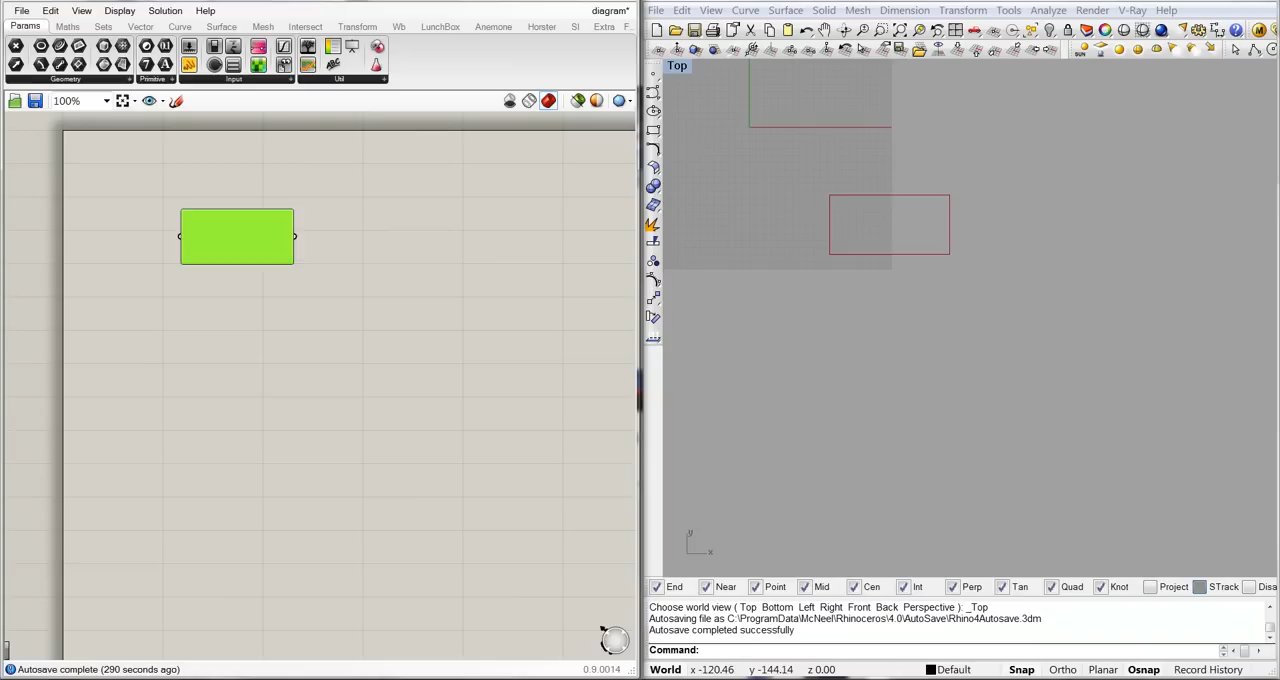 File Edit View Display Solution Help diagram*
Params Maths Sets Vector Curve Surface Mesh Intersect Transform Wb LunchBox Anemone Horster SI Extra F
Geometry Primitive Input Util
100%
Autosave complete (290 seconds ago) 0.9.0014
File Edit View Curve Surface Solid Mesh Dimension Transform Tools Analyze Render V-Ray Help
Top
y
x
End Near Point Mid Cen Int Perp Tan Quad Knot Project STrack Disa
Choose world view ( Top Bottom Left Right Front Back Perspective ): _Top
Autosaving file as C:\ProgramData\McNeel\Rhinoceros\4.0\AutoSave\Rhino4Autosave.3dm
Autosave completed successfully
Command:
World x -120.46 y -144.14 z 0.00 Default Snap Ortho Planar Osnap Record History